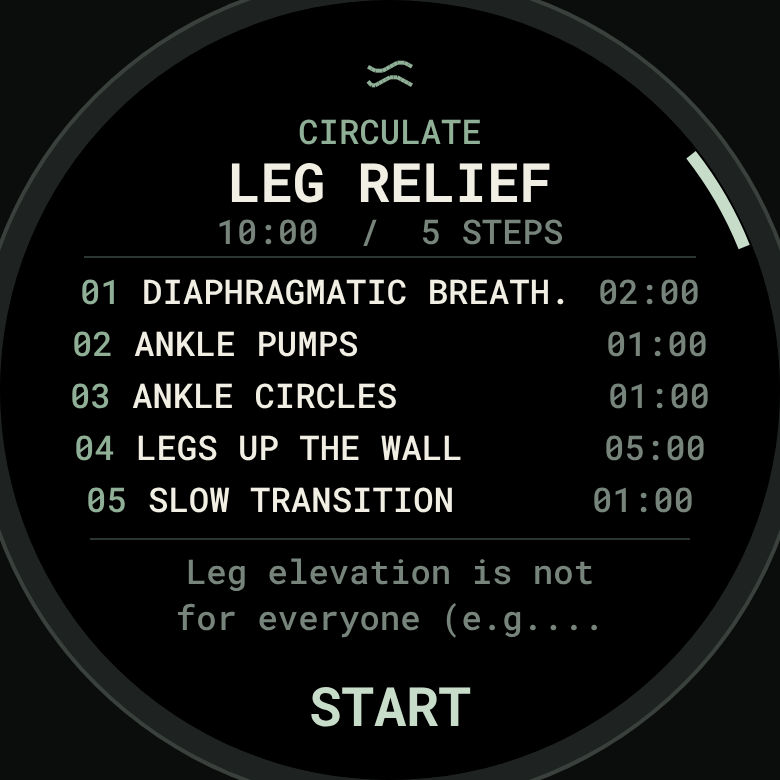 CIRCULATE
LEG RELIEF
10:00 / 5 STEPS
01 DIAPHRAGMATIC BREATH. 02:00
02 ANKLE PUMPS 01:00
03 ANKLE CIRCLES 01:00
04 LEGS UP THE WALL 05:00
05 SLOW TRANSITION 01:00
Leg elevation is not
for everyone (e.g....
START